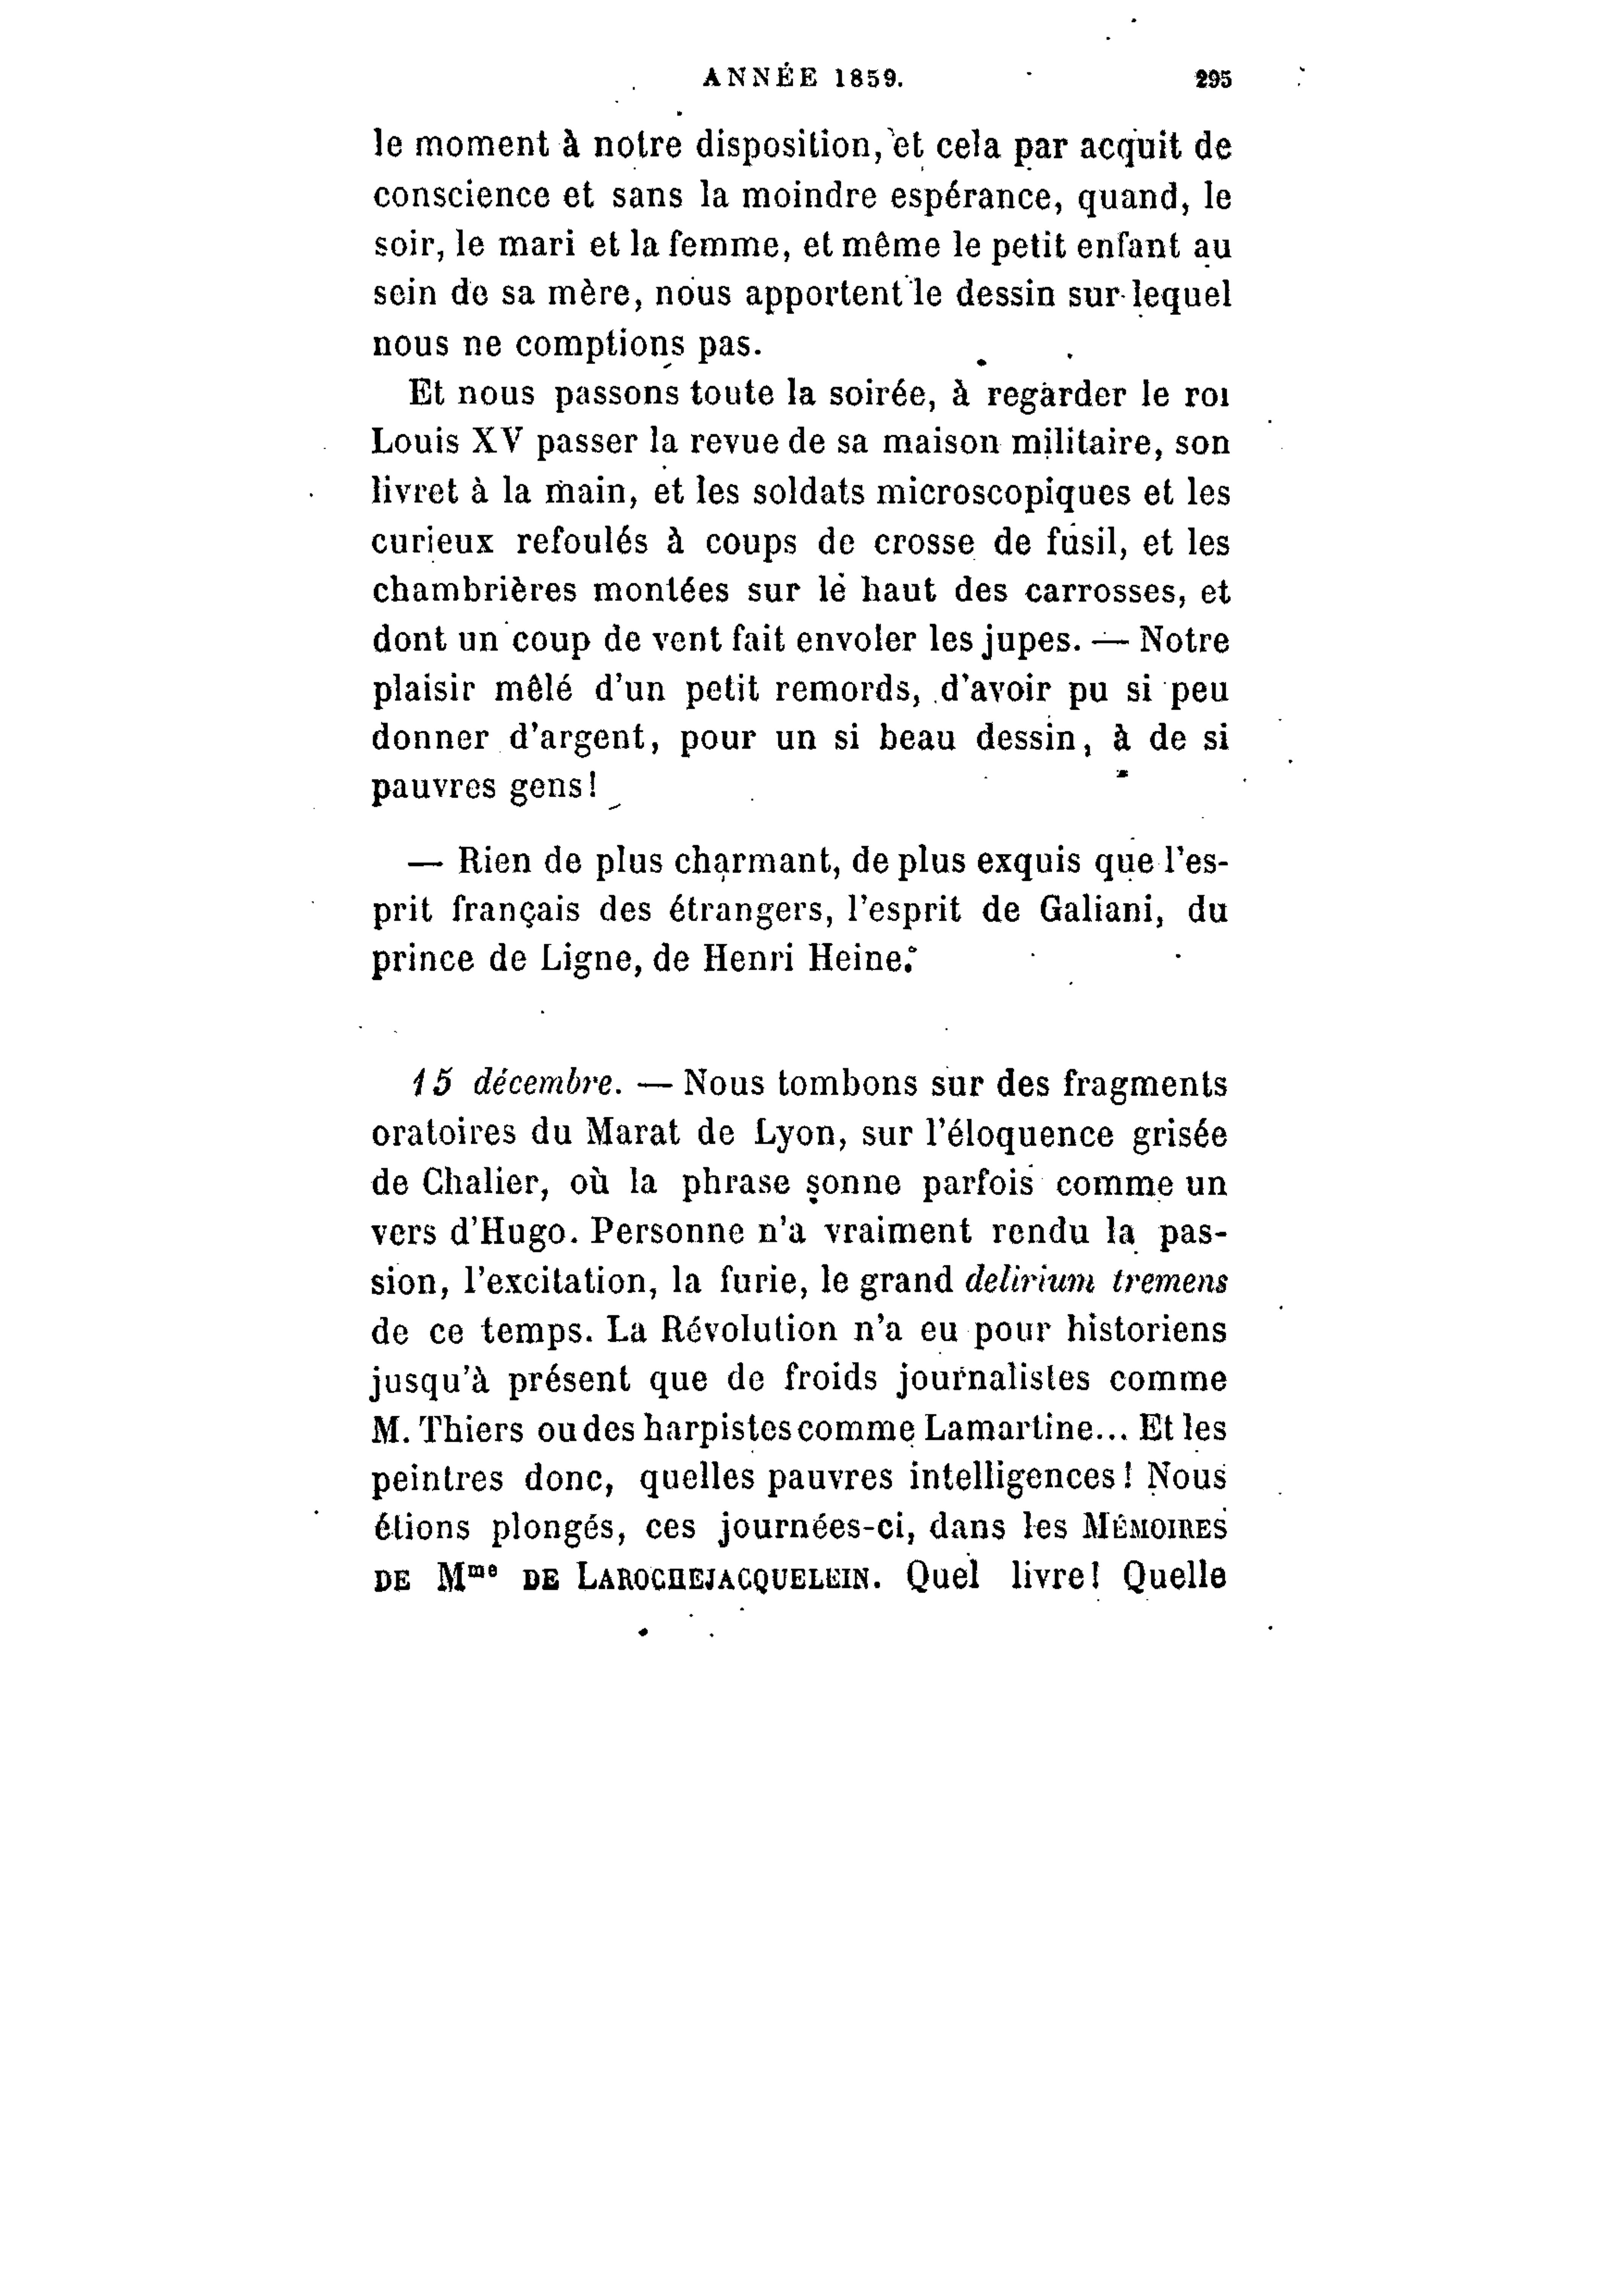 ANNÉE 1859. 295
le moment à notre disposition, et cela par acquit de
conscience et sans la moindre espérance, quand, le
soir, le mari et la femme, et même le petit enfant au
sein de sa mère, nous apportent le dessin sur lequel
nous ne comptions pas.
Et nous passons toute la soirée, à regarder le roi
Louis XV passer la revue de sa maison militaire, son
livret à la main, et les soldats microscopiques et les
curieux refoulés à coups de crosse de fusil, et les
chambrières montées sur le haut des carrosses, et
dont un coup de vent fait envoler les jupes. — Notre
plaisir mêlé d'un petit remords, d'avoir pu si peu
donner d'argent, pour un si beau dessin, à de si
pauvres gens!
— Rien de plus charmant, de plus exquis que l'es-
prit français des étrangers, l'esprit de Galiani, du
prince de Ligne, de Henri Heine.
15 décembre. — Nous tombons sur des fragments
oratoires du Marat de Lyon, sur l'éloquence grisée
de Chalier, où la phrase sonne parfois comme un
vers d'Hugo. Personne n'a vraiment rendu la pas-
sion, l'excitation, la furie, le grand delirium tremens
de ce temps. La Révolution n'a eu pour historiens
jusqu'à présent que de froids journalistes comme
M. Thiers ou des harpistes comme Lamartine... Et les
peintres donc, quelles pauvres intelligences! Nous
étions plongés, ces journées-ci, dans les MÉMOIRES
DE Mme DE LAROCHEJACQUELEIN. Quel livre! Quelle